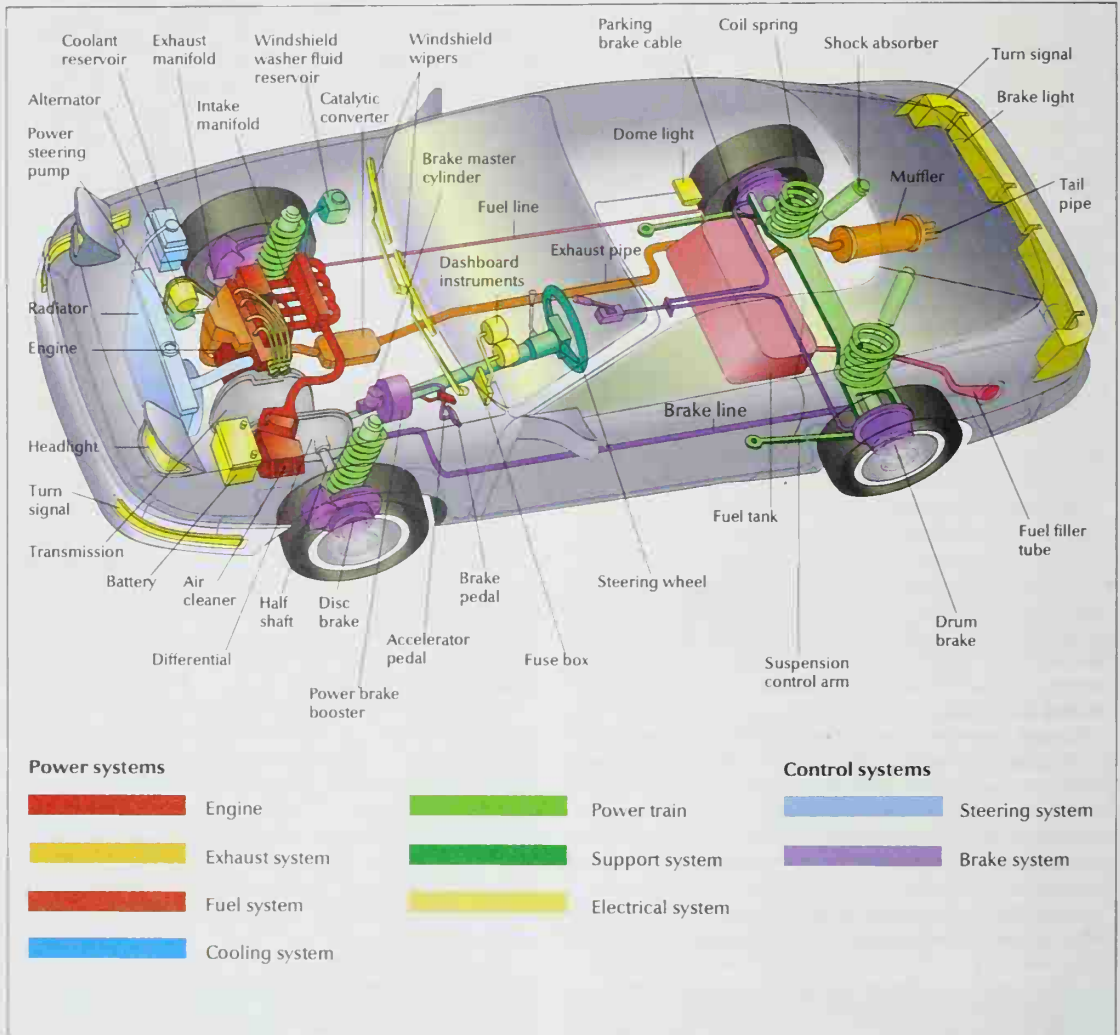 Coolant
reservoir
Exhaust
manifold
Windshield
washer fluid
reservoir
Windshield
wipers
Parking
brake cable
Coil spring
Shock absorber
Turn signal
Alternator
Intake
manifold
Catalytic
converter
Brake light
Power
steering
pump
Dome light
Brake master
cylinder
Muffler
Tail
pipe
Fuel line
Exhaust pipe
Dashboard
instruments
Radiator
Engine
Brake line
Headlight
Turn
signal
Fuel tank
Fuel filler
tube
Transmission
Battery
Air
cleaner
Half
shaft
Disc
brake
Brake
pedal
Steering wheel
Drum
brake
Differential
Accelerator
pedal
Fuse box
Suspension
control arm
Power brake
booster
Power systems
Engine
Exhaust system
Fuel system
Cooling system
Power train
Support system
Electrical system
Control systems
Steering system
Brake system